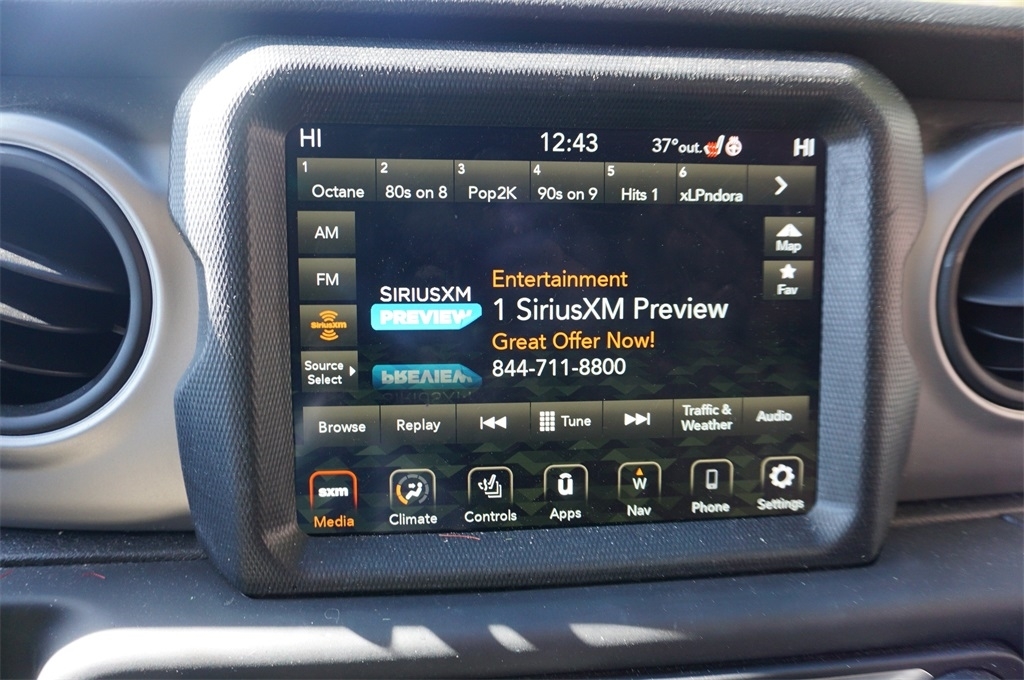 HI 12:43 37°out. HI
1 2 3 4 5 6
Octane 80s on 8 Pop2K 90s on 9 Hits 1 xLPndora
AM
FM
SiriusXM
Source
Select
SIRIUSXM
PREVIEW
PREVIEW
Entertainment
1 SiriusXM Preview
Great Offer Now!
844-711-8800
Map
Fav
Browse Replay Tune Traffic &
Weather Audio
sxm
Media Climate Controls
u
Apps
W
Nav Phone Settings